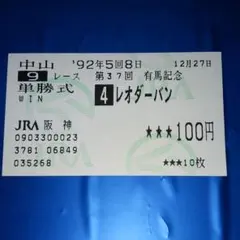 中山 '92年5回8日
9 レース 第37回 有馬記念 12月27日
単勝式
WIN
4 レオダーバン
JRA 阪神
☆☆☆100円
0903300023
3781 06849
035268
☆☆☆10枚